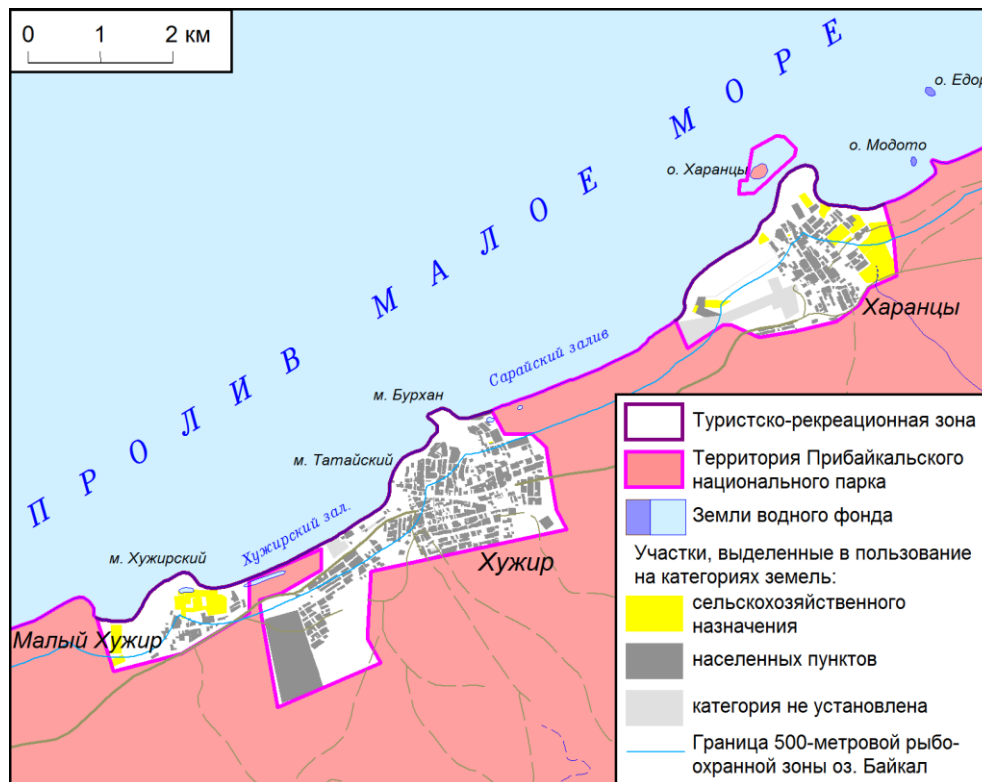 0 1 2 км
ПРОЛИВ МАЛОЕ МОРЕ
о. Едор
о. Модото
о. Харанцы
Харанцы
Сарайский залив
м. Бурхан
м. Татайский
Хужирский зал.
м. Хужирский
Хужир
Малый Хужир
Туристско-рекреационная зона
Территория Прибайкальского
национального парка
Земли водного фонда
Участки, выделенные в пользование
на категориях земель:
сельскохозяйственного
назначения
населенных пунктов
категория не установлена
Граница 500-метровой рыбо-
охранной зоны оз. Байкал